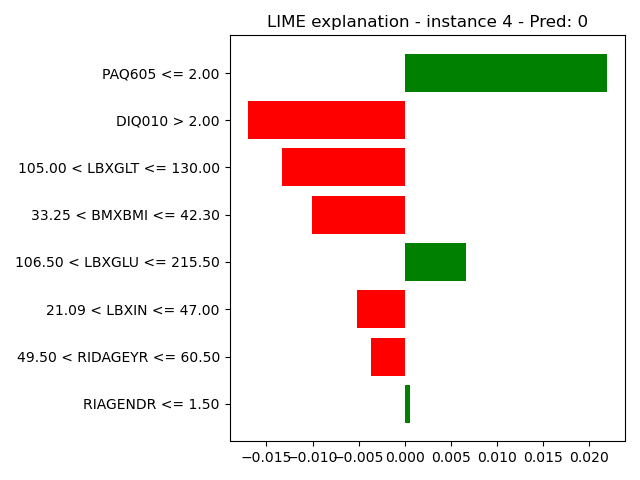 LIME explanation - instance 4 - Pred: 0
PAQ605 <= 2.00
DIQ010 > 2.00
105.00 < LBXGLT <= 130.00
33.25 < BMXBMI <= 42.30
106.50 < LBXGLU <= 215.50
21.09 < LBXIN <= 47.00
49.50 < RIDAGEYR <= 60.50
RIAGENDR <= 1.50
−0.015−0.010−0.005 0.000 0.005 0.010 0.015 0.020